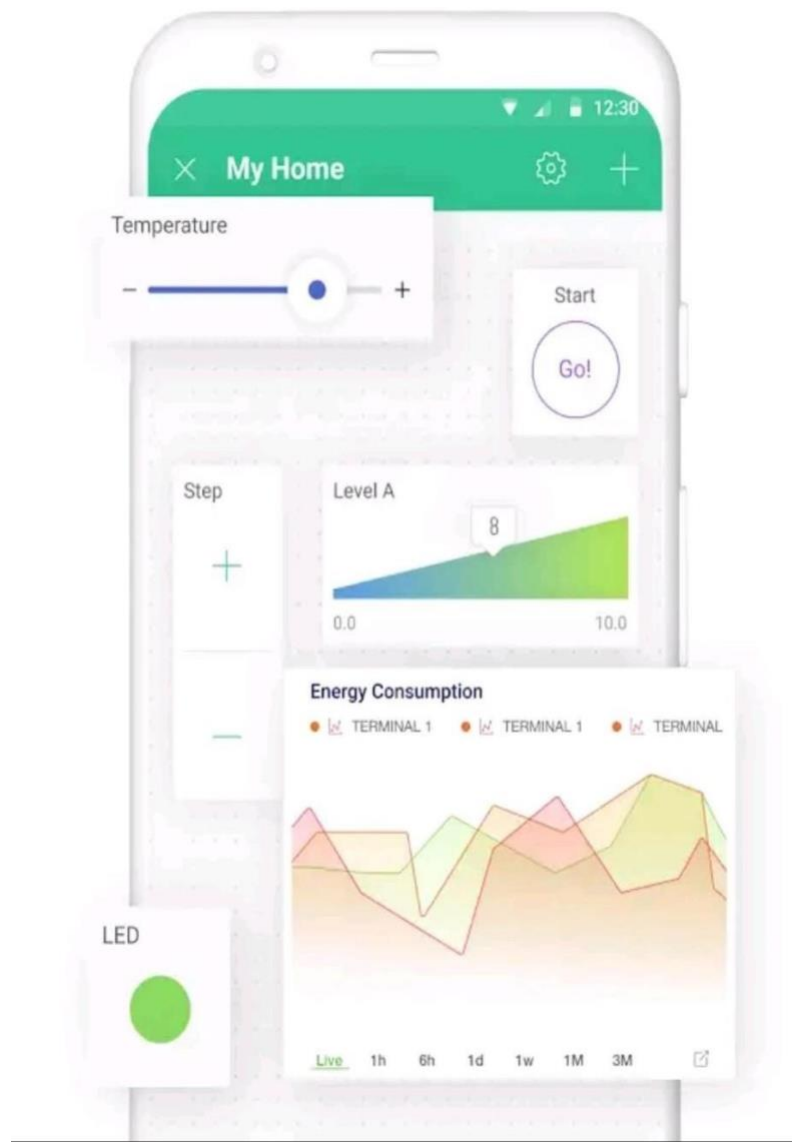 12:30
My Home
Temperature
− +
Start
Go!
Step
+
−
Level A
8
0.0 10.0
Energy Consumption
TERMINAL 1 TERMINAL 1 TERMINAL
LED
Live 1h 6h 1d 1w 1M 3M